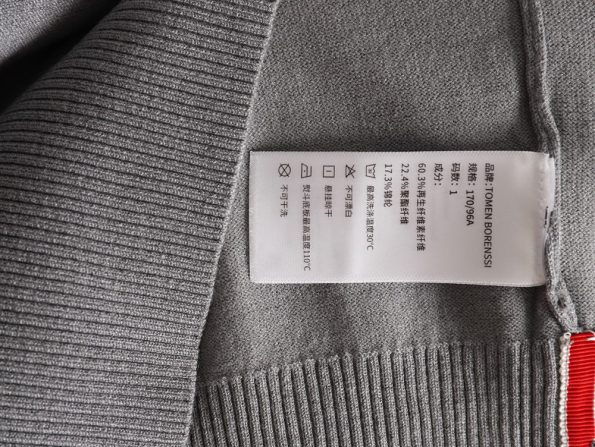 品牌: TOMEN BORENSSI
规格: 170/96A
码数: 1
成分:
60.3%再生纤维素纤维
22.4%聚酯纤维
17.3%锦纶
最高洗涤温度30℃
不可漂白
悬挂晾干
熨斗底板最高温度110℃
不可干洗